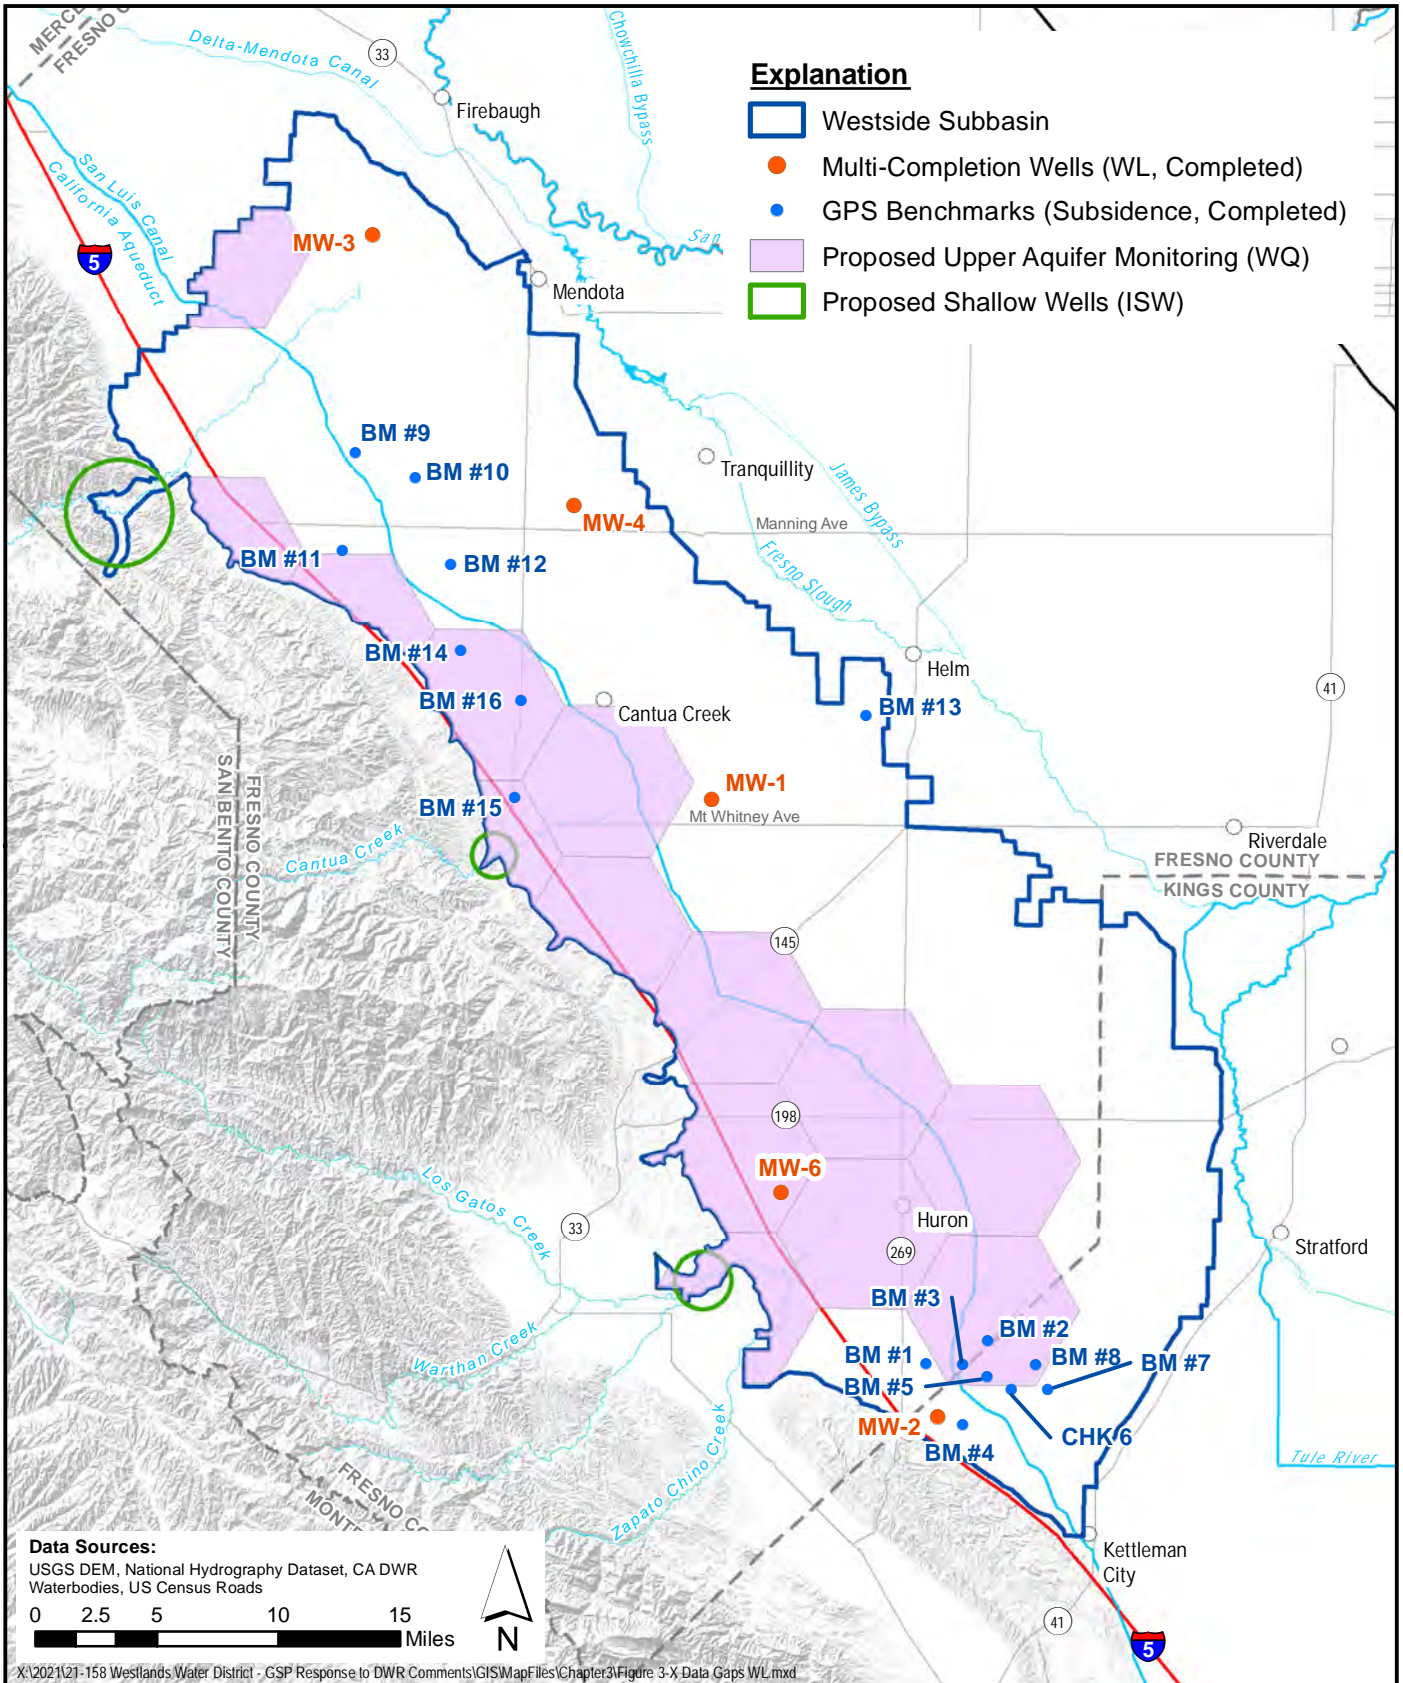 MERCED
FRESNO CO
Delta-Mendota Canal
33
Chowchilla Bypass
Firebaugh
Explanation
Westside Subbasin
Multi-Completion Wells (WL, Completed)
GPS Benchmarks (Subsidence, Completed)
Proposed Upper Aquifer Monitoring (WQ)
Proposed Shallow Wells (ISW)
San Luis Canal
California Aqueduct
5
MW-3
San
Mendota
BM #9
BM #10
Tranquillity
James Bypass
MW-4
Manning Ave
BM #11
BM #12
Fresno Slough
BM #14
Helm
41
BM #16
Cantua Creek
BM #13
SAN BENITO COUNTY
FRESNO COUNTY
MW-1
BM #15
Mt Whitney Ave
Riverdale
Cantua Creek
FRESNO COUNTY
KINGS COUNTY
145
198
MW-6
Los Gatos Creek
33
Huron
269
Stratford
BM #3
BM #2
BM #1
BM #8
BM #7
Warthan Creek
BM #5
MW-2
CHK 6
BM #4
Zapato Chino Creek
Tule River
FRESNO CO
MONT
Kettleman
City
41
5
Data Sources:
USGS DEM, National Hydrography Dataset, CA DWR
Waterbodies, US Census Roads
0 2.5 5 10 15
Miles
N
X:\2021\21-158 Westlands Water District - GSP Response to DWR Comments\GIS\MapFiles\Chapter3\Figure 3-X Data Gaps WL.mxd